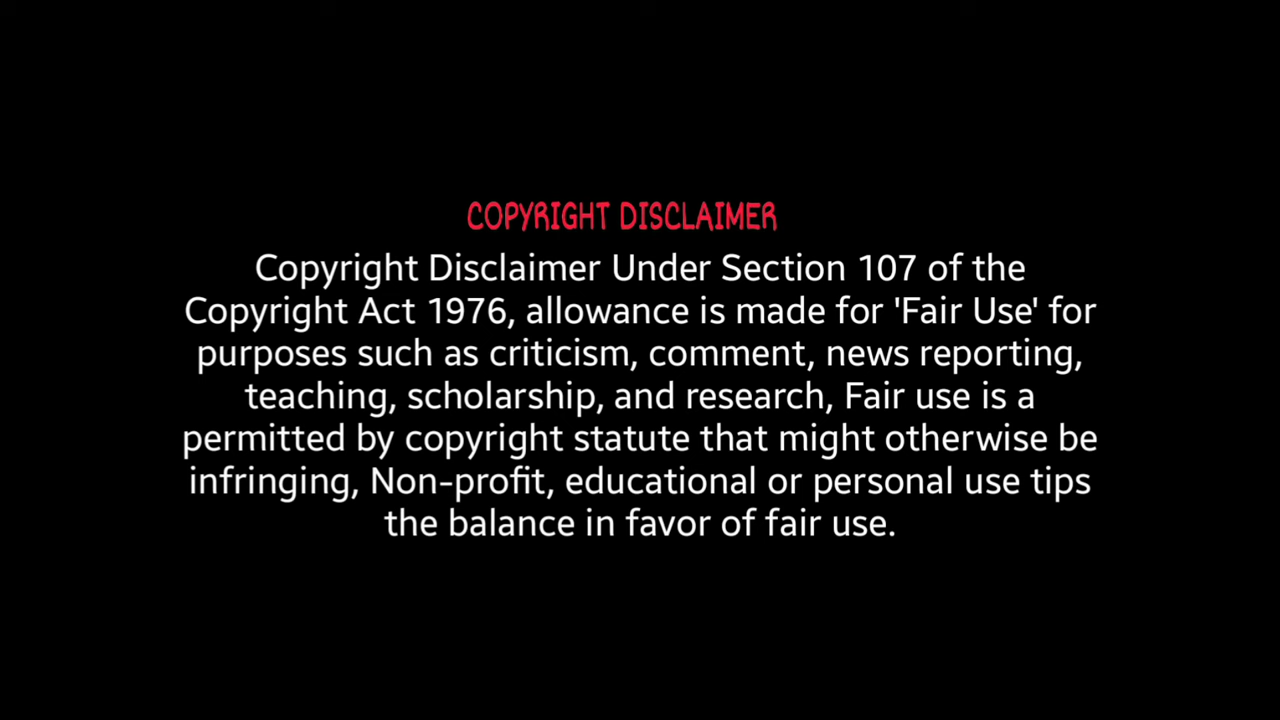 COPYRIGHT DISCLAIMER
Copyright Disclaimer Under Section 107 of the
Copyright Act 1976, allowance is made for 'Fair Use' for
purposes such as criticism, comment, news reporting,
teaching, scholarship, and research, Fair use is a
permitted by copyright statute that might otherwise be
infringing, Non-profit, educational or personal use tips
the balance in favor of fair use.